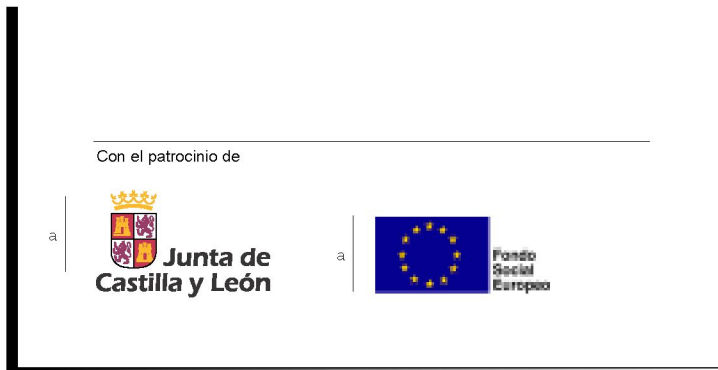 Con el patrocinio de
a
Junta de
Castilla y León
a
Fondo
Social
Europeo